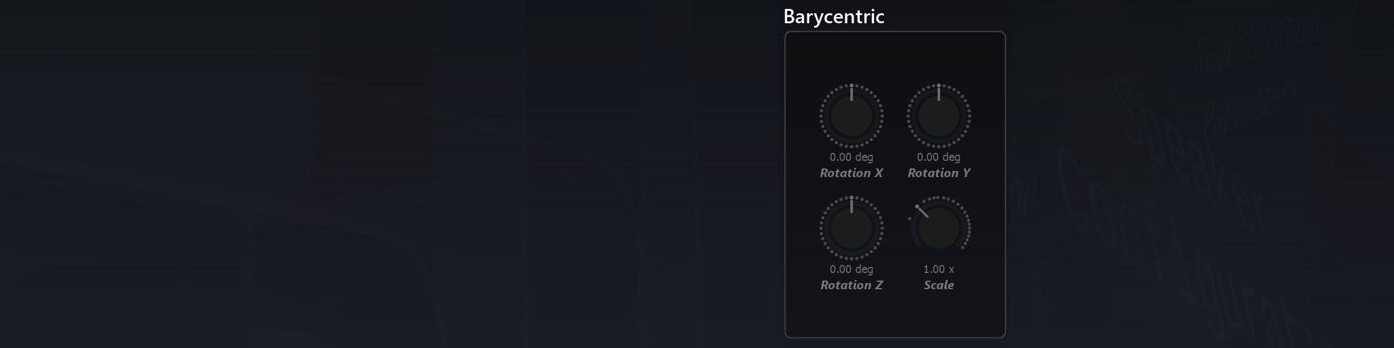 Barycentric
0.00 deg 0.00 deg
Rotation X Rotation Y
0.00 deg 1.00 x
Rotation Z Scale